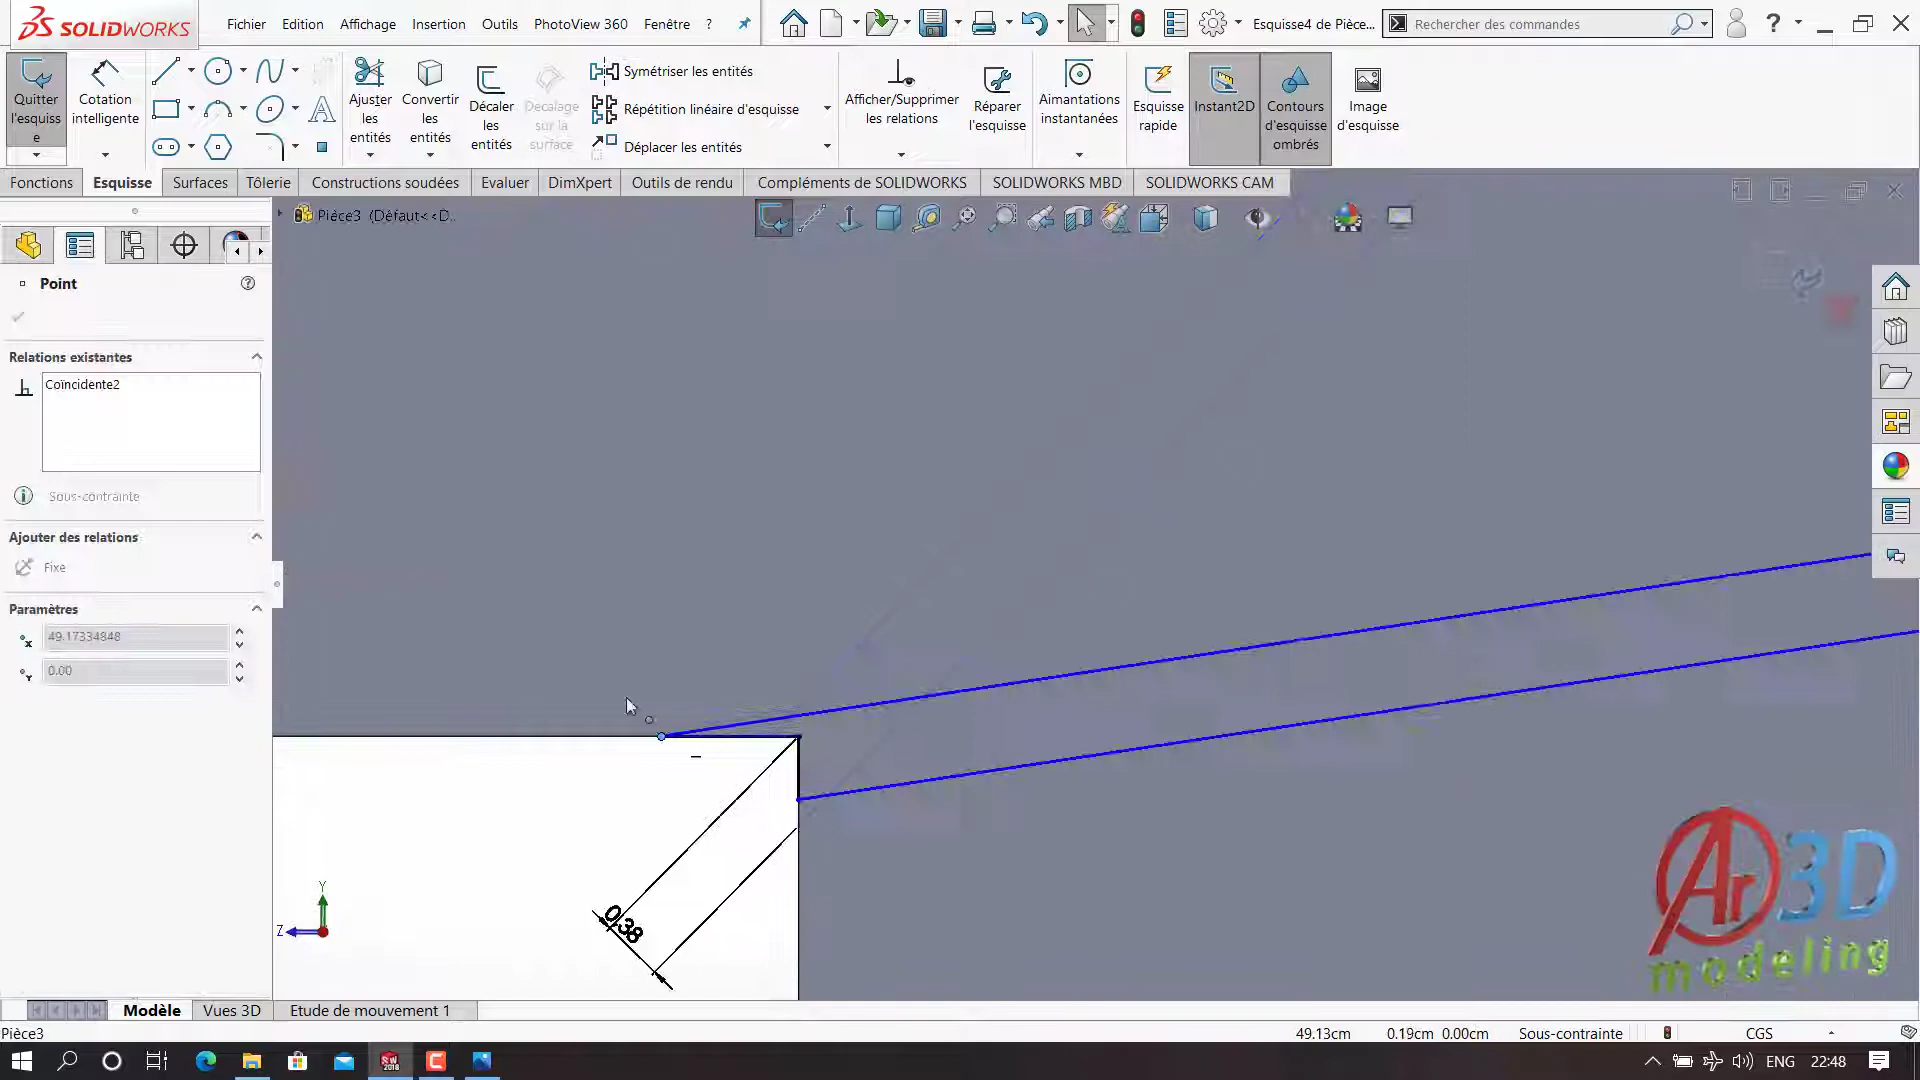 SOLIDWORKS
Fichier Edition Affichage Insertion Outils PhotoView 360 Fenêtre ?
Esquisse4 de Pièce...
Rechercher des commandes
?
Quitter l'esquiss e
Cotation intelligente
Ajuster les entités
Convertir les entités
Décaler les entités
Decalage sur la surface
Symétriser les entités
Répétition linéaire d'esquisse
Déplacer les entités
Afficher/Supprimer les relations
Réparer l'esquisse
Aimantations instantanées
Esquisse rapide
Instant2D
Contours d'esquisse ombrés
Image d'esquisse
Fonctions Esquisse Surfaces Tôlerie Constructions soudées Evaluer DimXpert Outils de rendu Compléments de SOLIDWORKS SOLIDWORKS MBD SOLIDWORKS CAM
Pièce3 (Défaut<<D...
Point
Relations existantes
Coïncidente2
Sous-contrainte
Ajouter des relations
Fixe
Paramètres
49.17334848
0.00
0,38
Y
Z
Ar 3D
modeling
Modèle Vues 3D Etude de mouvement 1
Pièce3 49.13cm 0.19cm 0.00cm Sous-contrainte CGS
SW
2018
ENG 22:48